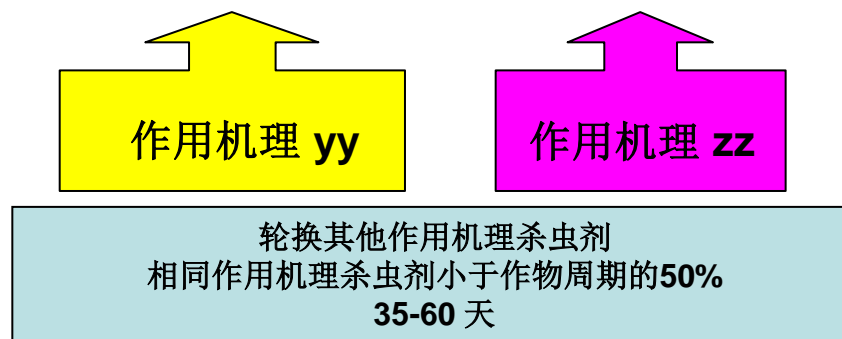 作用机理 yy
作用机理 zz
轮换其他作用机理杀虫剂
相同作用机理杀虫剂小于作物周期的50%
35-60 天